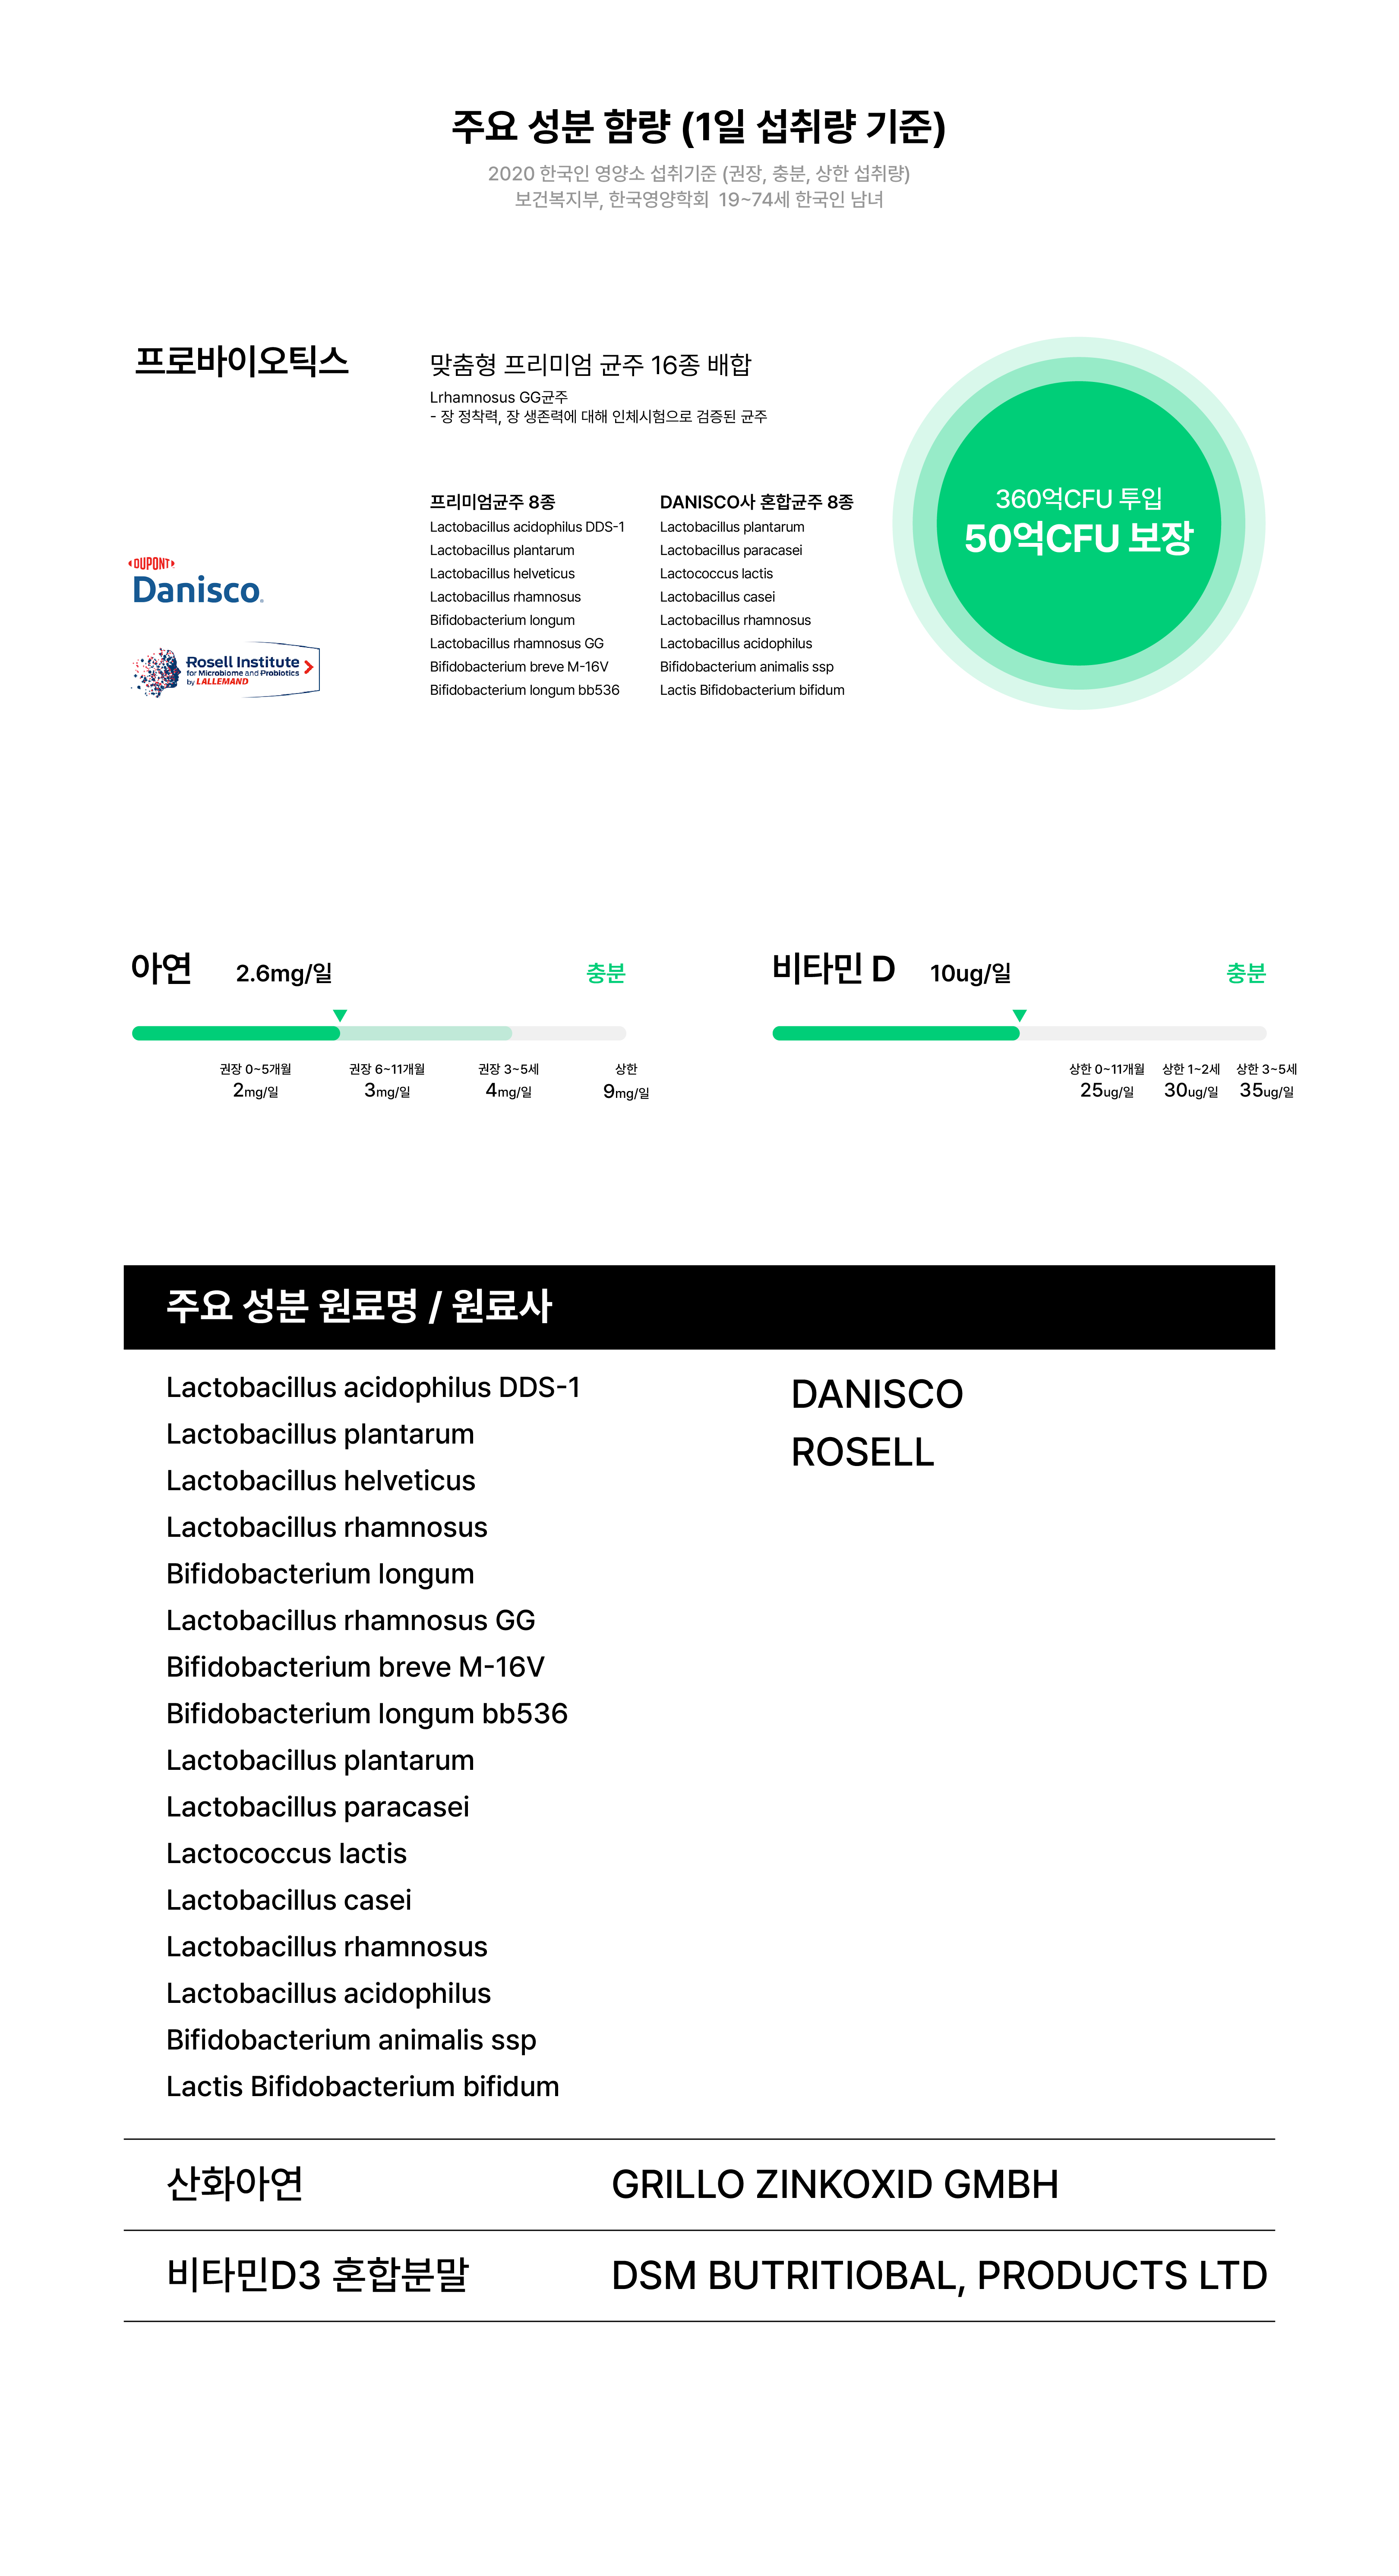 주요 성분 함량 (1일 섭취량 기준)
2020 한국인 영양소 섭취기준 (권장, 충분, 상한 섭취량)
보건복지부, 한국영양학회 19~74세 한국인 남녀
프로바이오틱스
맞춤형 프리미엄 균주 16종 배합
Lrhamnosus GG균주
- 장 정착력, 장 생존력에 대해 인체시험으로 검증된 균주
360억CFU 투입
50억CFU 보장
DUPONT
Danisco
Rosell Institute
for Microbiome and Probiotics
by LALLEMAND
프리미엄균주 8종
Lactobacillus acidophilus DDS-1
Lactobacillus plantarum
Lactobacillus helveticus
Lactobacillus rhamnosus
Bifidobacterium longum
Lactobacillus rhamnosus GG
Bifidobacterium breve M-16V
Bifidobacterium longum bb536
DANISCO사 혼합균주 8종
Lactobacillus plantarum
Lactobacillus paracasei
Lactococcus lactis
Lactobacillus casei
Lactobacillus rhamnosus
Lactobacillus acidophilus
Bifidobacterium animalis ssp
Lactis Bifidobacterium bifidum
아연 2.6mg/일 충분
권장 0~5개월 권장 6~11개월 권장 3~5세 상한
2mg/일 3mg/일 4mg/일 9mg/일
비타민 D 10ug/일 충분
상한 0~11개월 상한 1~2세 상한 3~5세
25ug/일 30ug/일 35ug/일
주요 성분 원료명 / 원료사
Lactobacillus acidophilus DDS-1
Lactobacillus plantarum
Lactobacillus helveticus
Lactobacillus rhamnosus
Bifidobacterium longum
Lactobacillus rhamnosus GG
Bifidobacterium breve M-16V
Bifidobacterium longum bb536
Lactobacillus plantarum
Lactobacillus paracasei
Lactococcus lactis
Lactobacillus casei
Lactobacillus rhamnosus
Lactobacillus acidophilus
Bifidobacterium animalis ssp
Lactis Bifidobacterium bifidum
DANISCO
ROSELL
산화아연 GRILLO ZINKOXID GMBH
비타민D3 혼합분말 DSM BUTRITIOBAL, PRODUCTS LTD